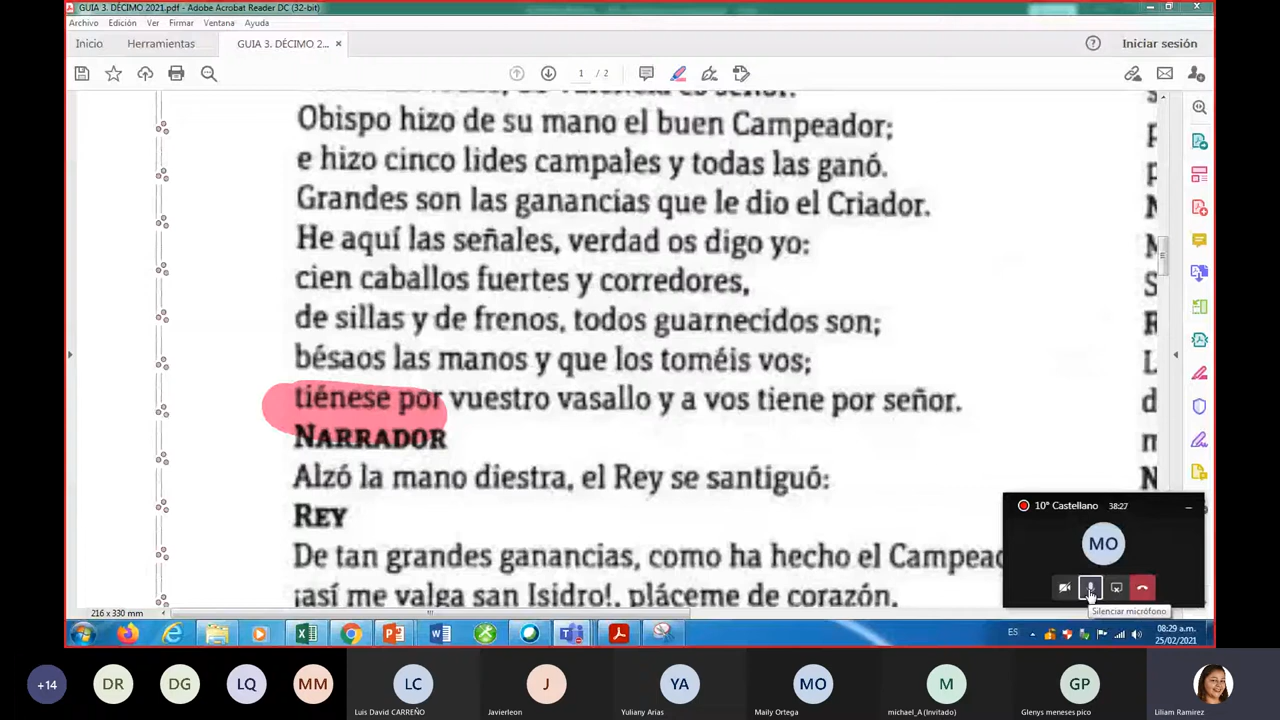 GUIA 3. DÉCIMO 2021.pdf - Adobe Acrobat Reader DC (32-bit)
Archivo Edición Ver Firmar Ventana Ayuda
Inicio Herramientas GUIA 3. DÉCIMO 2... × Iniciar sesión
1 / 2
Obispo hizo de su mano el buen Campeador;
e hizo cinco lides campales y todas las ganó.
Grandes son las ganancias que le dio el Criador.
He aquí las señales, verdad os digo yo:
cien caballos fuertes y corredores,
de sillas y de frenos, todos guarnecidos son;
bésaos las manos y que los toméis vos;
tiénese por vuestro vasallo y a vos tiene por señor.
NARRADOR
Alzó la mano diestra, el Rey se santiguó:
REY
De tan grandes ganancias, como ha hecho el Campeac
¡así me valga san Isidro!, pláceme de corazón,
10° Castellano 38:27
MO
Silenciar micrófono
216 x 330 mm
ES 08:29 a.m.
25/02/2021
+14 DR DG LQ MM LC J YA MO M GP
Luis David CARREÑO Javierleon Yuliany Arias Maily Ortega michael_A (Invitado) Glenys meneses pico Liliam Ramirez